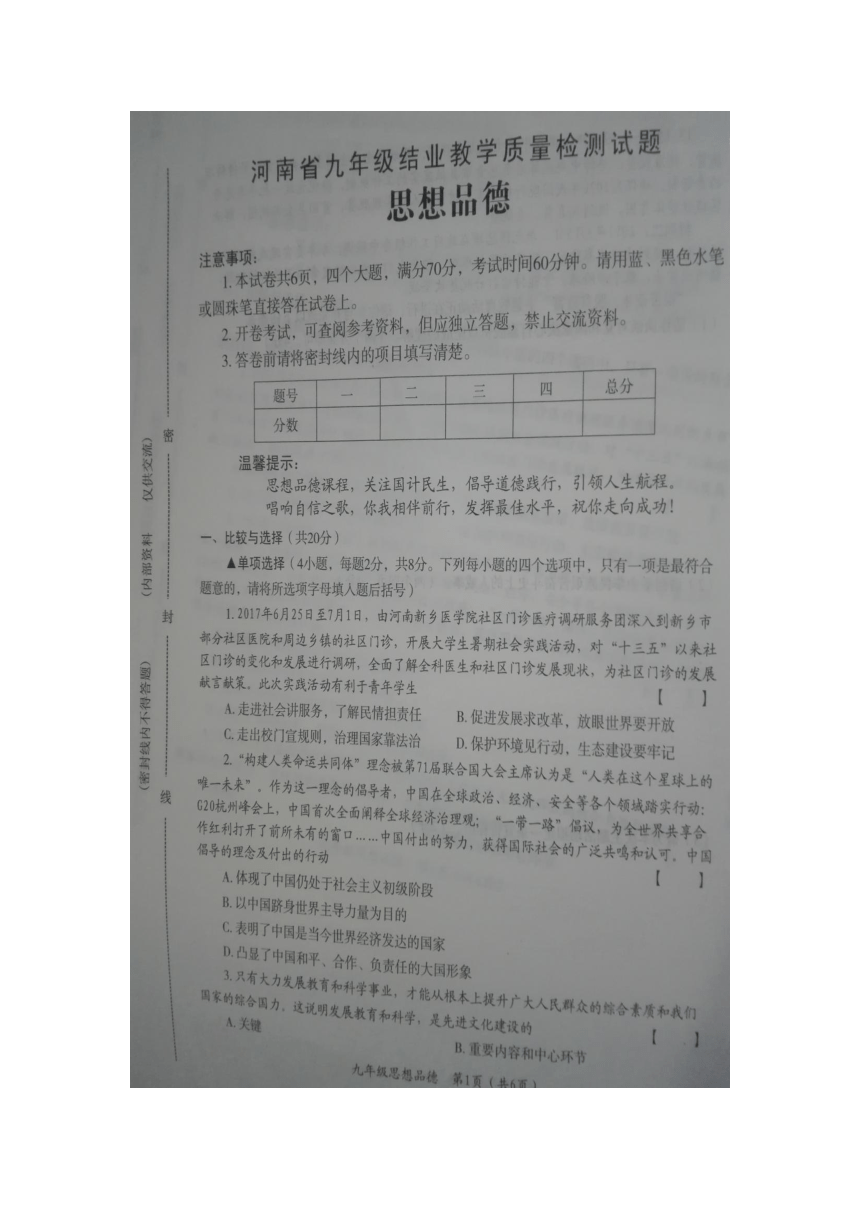 河南省九年级结业教学质量检测试题
思想品德
注意事项:
1.本试卷共6页，四个大题，满分70分，考试时间60分钟。请用蓝、黑色水笔
或圆珠笔直接答在试卷上。
2.开卷考试，可查阅参考资料，但应独立答题，禁止交流资料。
3.答卷前请将密封线内的项目填写清楚。
题号 一 二 三 四 总分
分数
温馨提示:
思想品德课程，关注国计民生，倡导道德践行，引领人生航程。
唱响自信之歌，你我相伴前行，发挥最佳水平，祝你走向成功！
一、比较与选择（共20分）
▲单项选择（4小题，每题2分，共8分。下列每小题的四个选项中，只有一项是最符合
题意的，请将所选项字母填入题后括号）
1.2017年6月25日至7月1日，由河南新乡医学院社区门诊医疗调研服务团深入到新乡市
部分社区医院和周边乡镇的社区门诊，开展大学生暑期社会实践活动，对“十三五”以来社
区门诊的变化和发展进行调研，全面了解全科医生和社区门诊发展现状，为社区门诊的发展
献言献策。此次实践活动有利于青年学生 【 】
A.走进社会讲服务，了解民情担责任 B.促进发展求改革，放眼世界要开放
C.走出校门宣规则，治理国家靠法治 D.保护环境见行动，生态建设要牢记
2.“构建人类命运共同体”理念被第71届联合国大会主席认为是“人类在这个星球上的
唯一未来”。作为这一理念的倡导者，中国在全球政治、经济、安全等各个领域踏实行动：
G20杭州峰会上，中国首次全面阐释全球经济治理观；“一带一路”倡议，为全世界共享合
作红利打开了前所未有的窗口……中国付出的努力，获得国际社会的广泛共鸣和认可。中国
倡导的理念及付出的行动 【 】
A.体现了中国仍处于社会主义初级阶段
B.以中国跻身世界主导力量为目的
C.表明了中国是当今世界经济发达的国家
D.凸显了中国和平、合作、负责任的大国形象
3.只有大力发展教育和科学事业，才能从根本上提升广大人民群众的综合素质和我们
国家的综合国力。这说明发展教育和科学，是先进文化建设的 【 】
A.关键 B.重要内容和中心环节
九年级思想品德 第1页（共6页）
（密封线内不得答题） （内部资料 仅供交流）
密
封
线